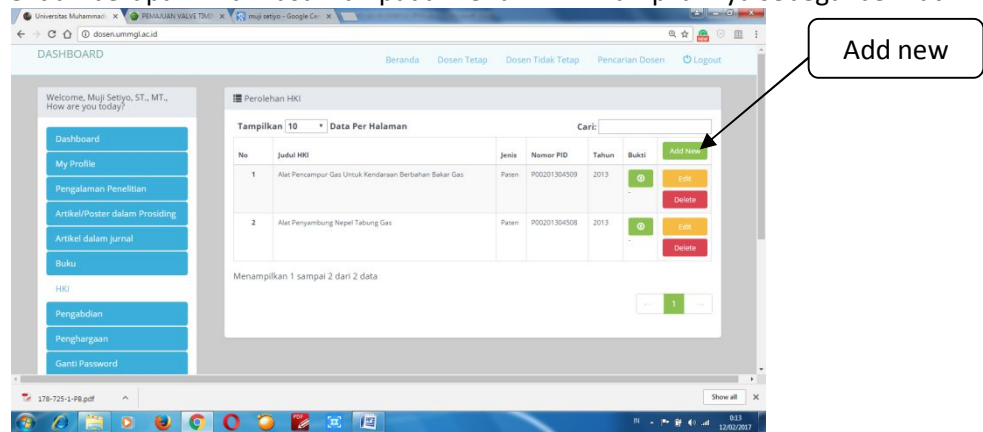 Universitas Muhammadi
PEMAJUAN VALVE TIMI
muji setiyo - Google Cen
dosen.ummgl.ac.id
DASHBOARD
Beranda Dosen Tetap Dosen Tidak Tetap Pencarian Dosen Logout
Add new
Welcome, Muji Setiyo, ST., MT.,
How are you today?
Dashboard
My Profile
Pengalaman Penelitian
Artikel/Poster dalam Prosiding
Artikel dalam jurnal
Buku
HKI
Pengabdian
Penghargaan
Ganti Password
Perolehan HKI
Tampilkan 10 Data Per Halaman Cari:
No Judul HKI Jenis Nomor PID Tahun Bukti Add New
1 Alat Pencampur Gas Untuk Kendaraan Berbahan Bakar Gas Paten P00201304509 2013 Edit
- Delete
2 Alat Penyambung Nepel Tabung Gas Paten P00201304508 2013 Edit
- Delete
Menampilkan 1 sampai 2 dari 2 data
← 1 →
178-725-1-PB.pdf Show all
IN 0:13
12/02/2017